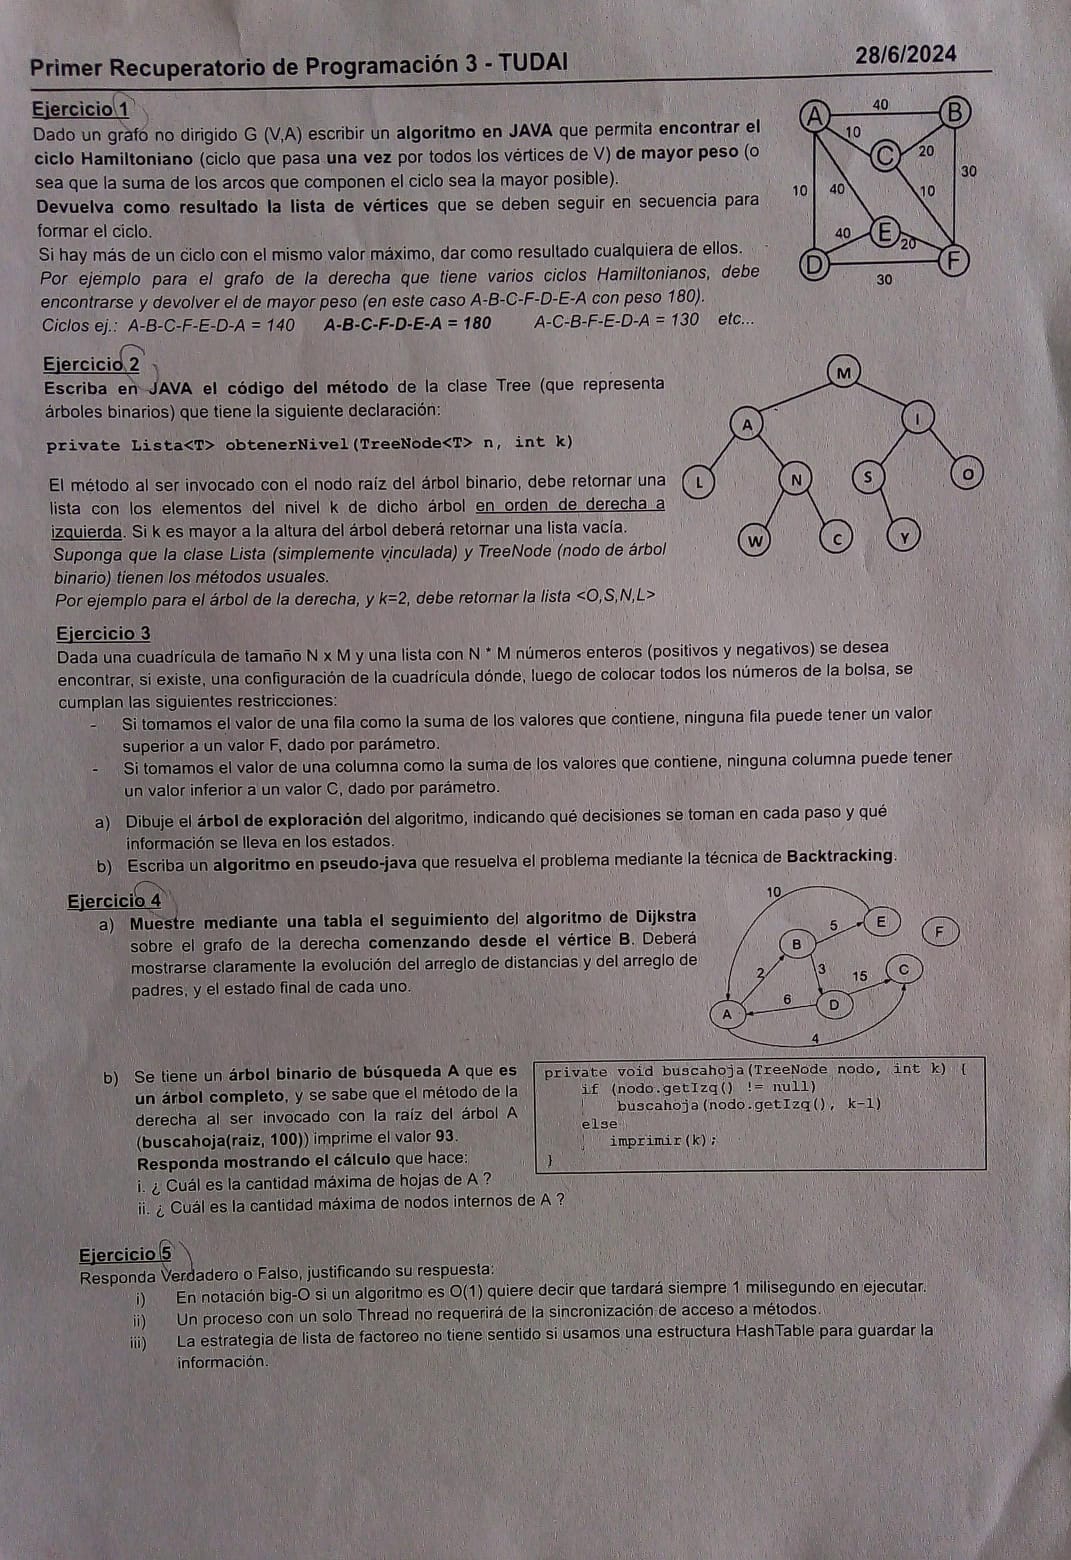 Primer Recuperatorio de Programación 3 - TUDAI
28/6/2024
Ejercicio 1
Dado un grafo no dirigido G (V,A) escribir un algoritmo en JAVA que permita encontrar el
ciclo Hamiltoniano (ciclo que pasa una vez por todos los vértices de V) de mayor peso (o
sea que la suma de los arcos que componen el ciclo sea la mayor posible).
Devuelva como resultado la lista de vértices que se deben seguir en secuencia para
formar el ciclo.
Si hay más de un ciclo con el mismo valor máximo, dar como resultado cualquiera de ellos.
Por ejemplo para el grafo de la derecha que tiene varios ciclos Hamiltonianos, debe
encontrarse y devolver el de mayor peso (en este caso A-B-C-F-D-E-A con peso 180).
Ciclos ej.: A-B-C-F-E-D-A = 140 A-B-C-F-D-E-A = 180 A-C-B-F-E-D-A = 130 etc...
A 40 B
10
C 20
30
10 40 10
40 E 20
D F
30
Ejercicio 2
Escriba en JAVA el código del método de la clase Tree (que representa
árboles binarios) que tiene la siguiente declaración:
private Lista<T> obtenerNivel(TreeNode<T> n, int k)
El método al ser invocado con el nodo raíz del árbol binario, debe retornar una
lista con los elementos del nivel k de dicho árbol en orden de derecha a
izquierda. Si k es mayor a la altura del árbol deberá retornar una lista vacía.
Suponga que la clase Lista (simplemente vinculada) y TreeNode (nodo de árbol
binario) tienen los métodos usuales.
Por ejemplo para el árbol de la derecha, y k=2, debe retornar la lista <O,S,N,L>
M
A I
L N S O
W C Y
Ejercicio 3
Dada una cuadrícula de tamaño N x M y una lista con N * M números enteros (positivos y negativos) se desea
encontrar, si existe, una configuración de la cuadrícula dónde, luego de colocar todos los números de la bolsa, se
cumplan las siguientes restricciones:
- Si tomamos el valor de una fila como la suma de los valores que contiene, ninguna fila puede tener un valor
superior a un valor F, dado por parámetro.
- Si tomamos el valor de una columna como la suma de los valores que contiene, ninguna columna puede tener
un valor inferior a un valor C, dado por parámetro.
a) Dibuje el árbol de exploración del algoritmo, indicando qué decisiones se toman en cada paso y qué
información se lleva en los estados.
b) Escriba un algoritmo en pseudo-java que resuelva el problema mediante la técnica de Backtracking.
Ejercicio 4
a) Muestre mediante una tabla el seguimiento del algoritmo de Dijkstra
sobre el grafo de la derecha comenzando desde el vértice B. Deberá
mostrarse claramente la evolución del arreglo de distancias y del arreglo de
padres, y el estado final de cada uno.
10
5 E F
B
2 3 15 C
A 6 D
4
b) Se tiene un árbol binario de búsqueda A que es
un árbol completo, y se sabe que el método de la
derecha al ser invocado con la raíz del árbol A
(buscahoja(raiz, 100)) imprime el valor 93.
Responda mostrando el cálculo que hace:
i. ¿ Cuál es la cantidad máxima de hojas de A ?
ii. ¿ Cuál es la cantidad máxima de nodos internos de A ?
private void buscahoja(TreeNode nodo, int k) {
if (nodo.getIzq() != null)
buscahoja(nodo.getIzq(), k-1)
else
imprimir(k);
}
Ejercicio 5
Responda Verdadero o Falso, justificando su respuesta:
i) En notación big-O si un algoritmo es O(1) quiere decir que tardará siempre 1 milisegundo en ejecutar.
ii) Un proceso con un solo Thread no requerirá de la sincronización de acceso a métodos.
iii) La estrategia de lista de factoreo no tiene sentido si usamos una estructura HashTable para guardar la
información.